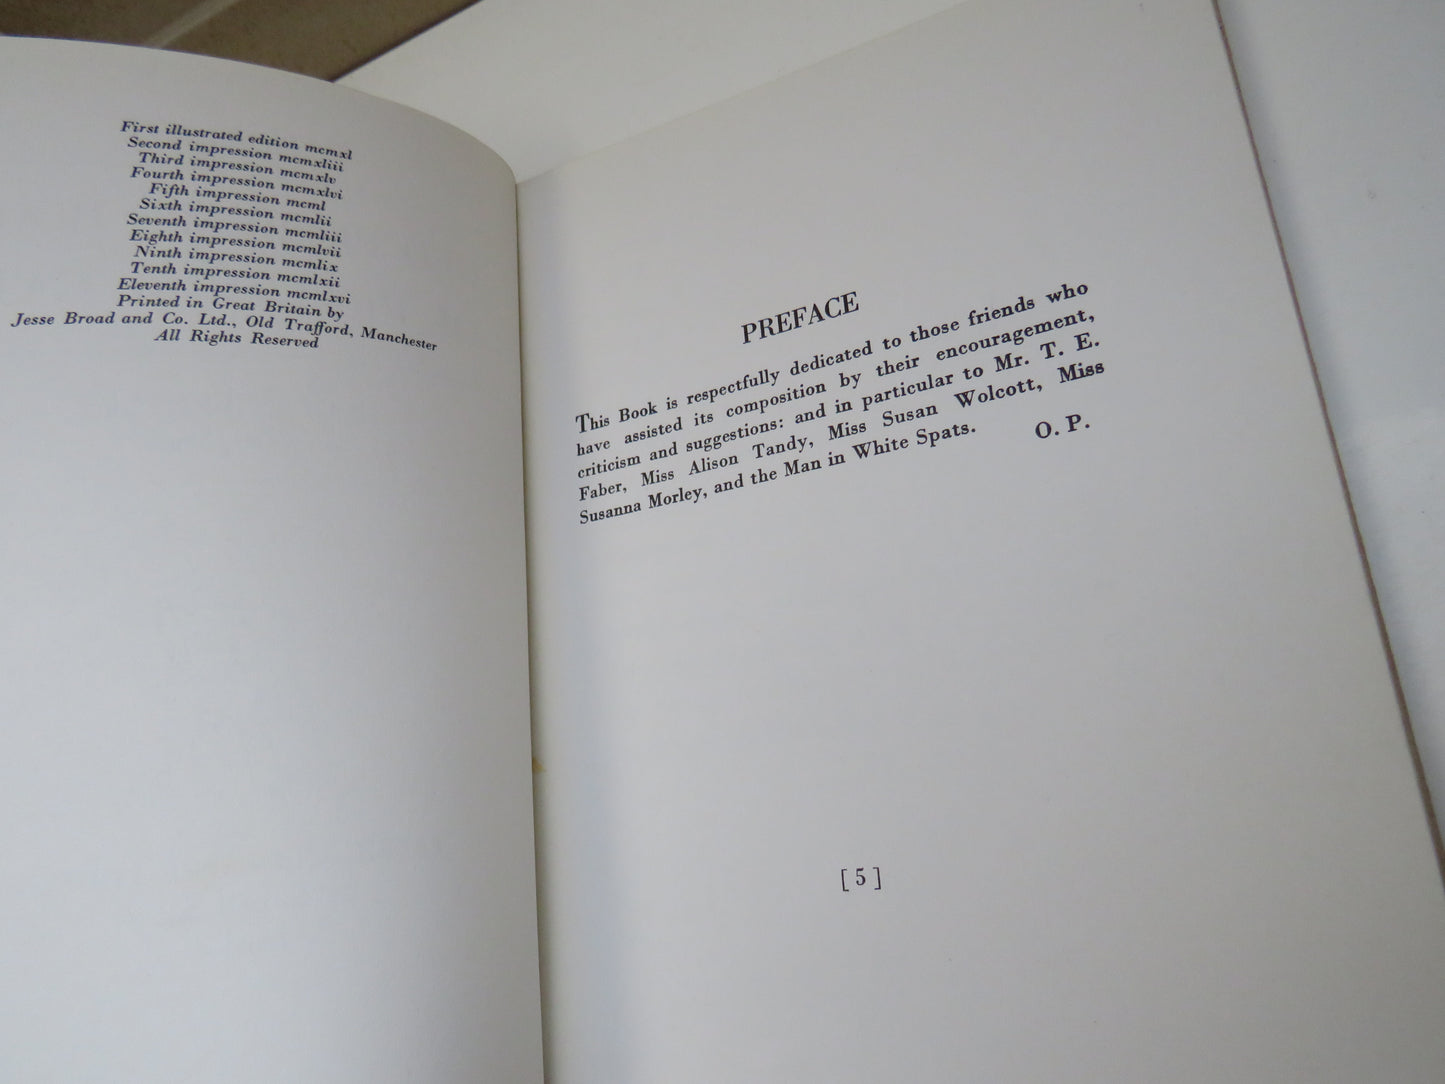 First illustrated edition mcmxl
Second impression mcmxliii
Third impression mcmxlv
Fourth impression mcmxlvi
Fifth impression mcml
Sixth impression mcmlii
Seventh impression mcmliii
Eighth impression mcmlvii
Ninth impression mcmlix
Tenth impression mcmlxii
Eleventh impression mcmlxvi
Printed in Great Britain by
Jesse Broad and Co. Ltd., Old Trafford, Manchester
All Rights Reserved
PREFACE
This Book is respectfully dedicated to those friends who
have assisted its composition by their encouragement,
criticism and suggestions: and in particular to Mr. T. E.
Faber, Miss Alison Tandy, Miss Susan Wolcott, Miss
Susanna Morley, and the Man in White Spats.
O. P.
[ 5 ]